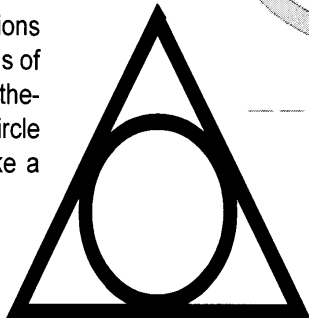 ions
s of
the-
ircle
ke a